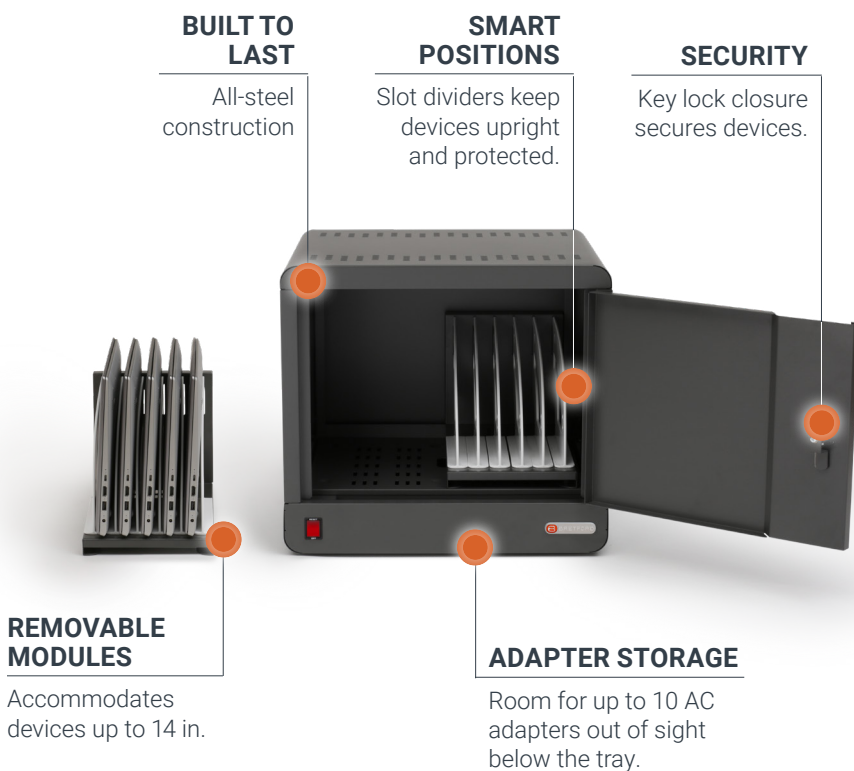 BUILT TO
LAST
All-steel
construction
SMART
POSITIONS
Slot dividers keep
devices upright
and protected.
SECURITY
Key lock closure
secures devices.
REMOVABLE
MODULES
Accommodates
devices up to 14 in.
ADAPTER STORAGE
Room for up to 10 AC
adapters out of sight
below the tray.